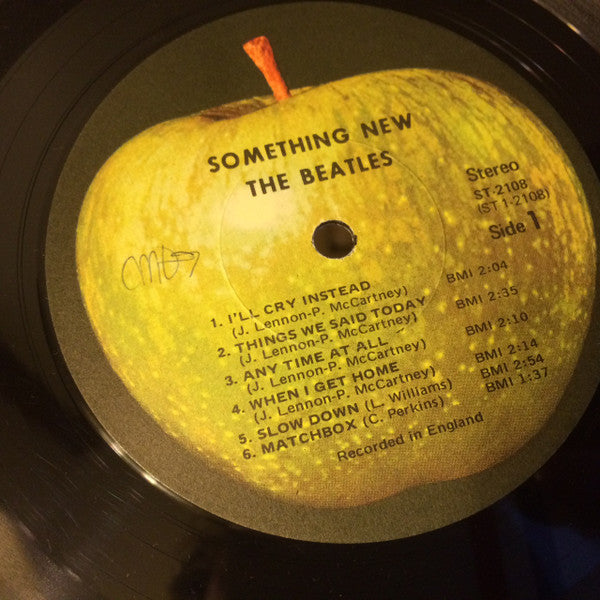 SOMETHING NEW
THE BEATLES
Stereo
ST-2108
(ST 1-2108)
Side 1
1. I'LL CRY INSTEAD BMI 2:04
(J. Lennon-P. McCartney)
2. THINGS WE SAID TODAY BMI 2:35
(J. Lennon-P. McCartney)
3. ANY TIME AT ALL BMI 2:10
(J. Lennon-P. McCartney)
4. WHEN I GET HOME BMI 2:14
(J. Lennon-P. McCartney)
5. SLOW DOWN (L. Williams) BMI 2:54
6. MATCHBOX (C. Perkins) BMI 1:37
Recorded in England